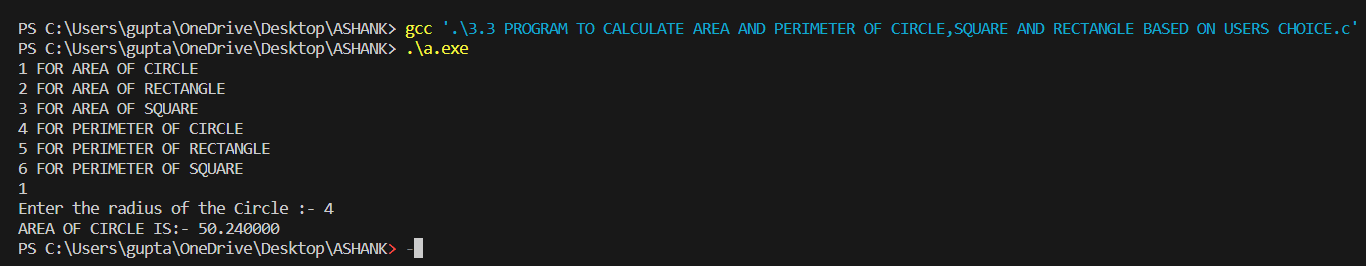 PS C:\Users\gupta\OneDrive\Desktop\ASHANK> gcc '.\3.3 PROGRAM TO CALCULATE AREA AND PERIMETER OF CIRCLE,SQUARE AND RECTANGLE BASED ON USERS CHOICE.c'
PS C:\Users\gupta\OneDrive\Desktop\ASHANK> .\a.exe
1 FOR AREA OF CIRCLE
2 FOR AREA OF RECTANGLE
3 FOR AREA OF SQUARE
4 FOR PERIMETER OF CIRCLE
5 FOR PERIMETER OF RECTANGLE
6 FOR PERIMETER OF SQUARE
1
Enter the radius of the Circle :- 4
AREA OF CIRCLE IS:- 50.240000
PS C:\Users\gupta\OneDrive\Desktop\ASHANK> -